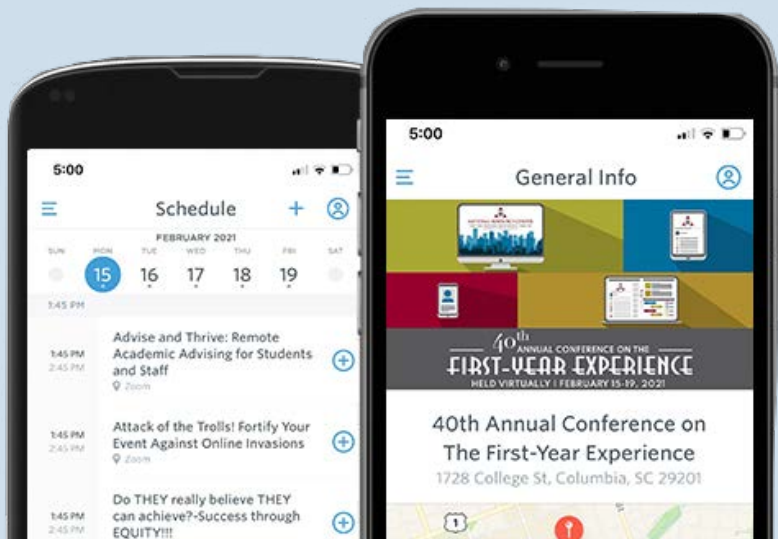 5:00
Schedule
+
FEBRUARY 2021
SUN MON TUE WED THU FRI SAT
15 16 17 18 19
1:45 PM
1:45 PM
2:45 PM
Advise and Thrive: Remote
Academic Advising for Students
and Staff
Zoom
1:45 PM
2:45 PM
Attack of the Trolls! Fortify Your
Event Against Online Invasions
Zoom
1:45 PM
2:45 PM
Do THEY really believe THEY
can achieve?-Success through
EQUITY!!!
5:00
General Info
NATIONAL RESOURCE CENTER
40th ANNUAL CONFERENCE ON THE
FIRST-YEAR EXPERIENCE
HELD VIRTUALLY | FEBRUARY 15-19, 2021
40th Annual Conference on
The First-Year Experience
1728 College St, Columbia, SC 29201
1